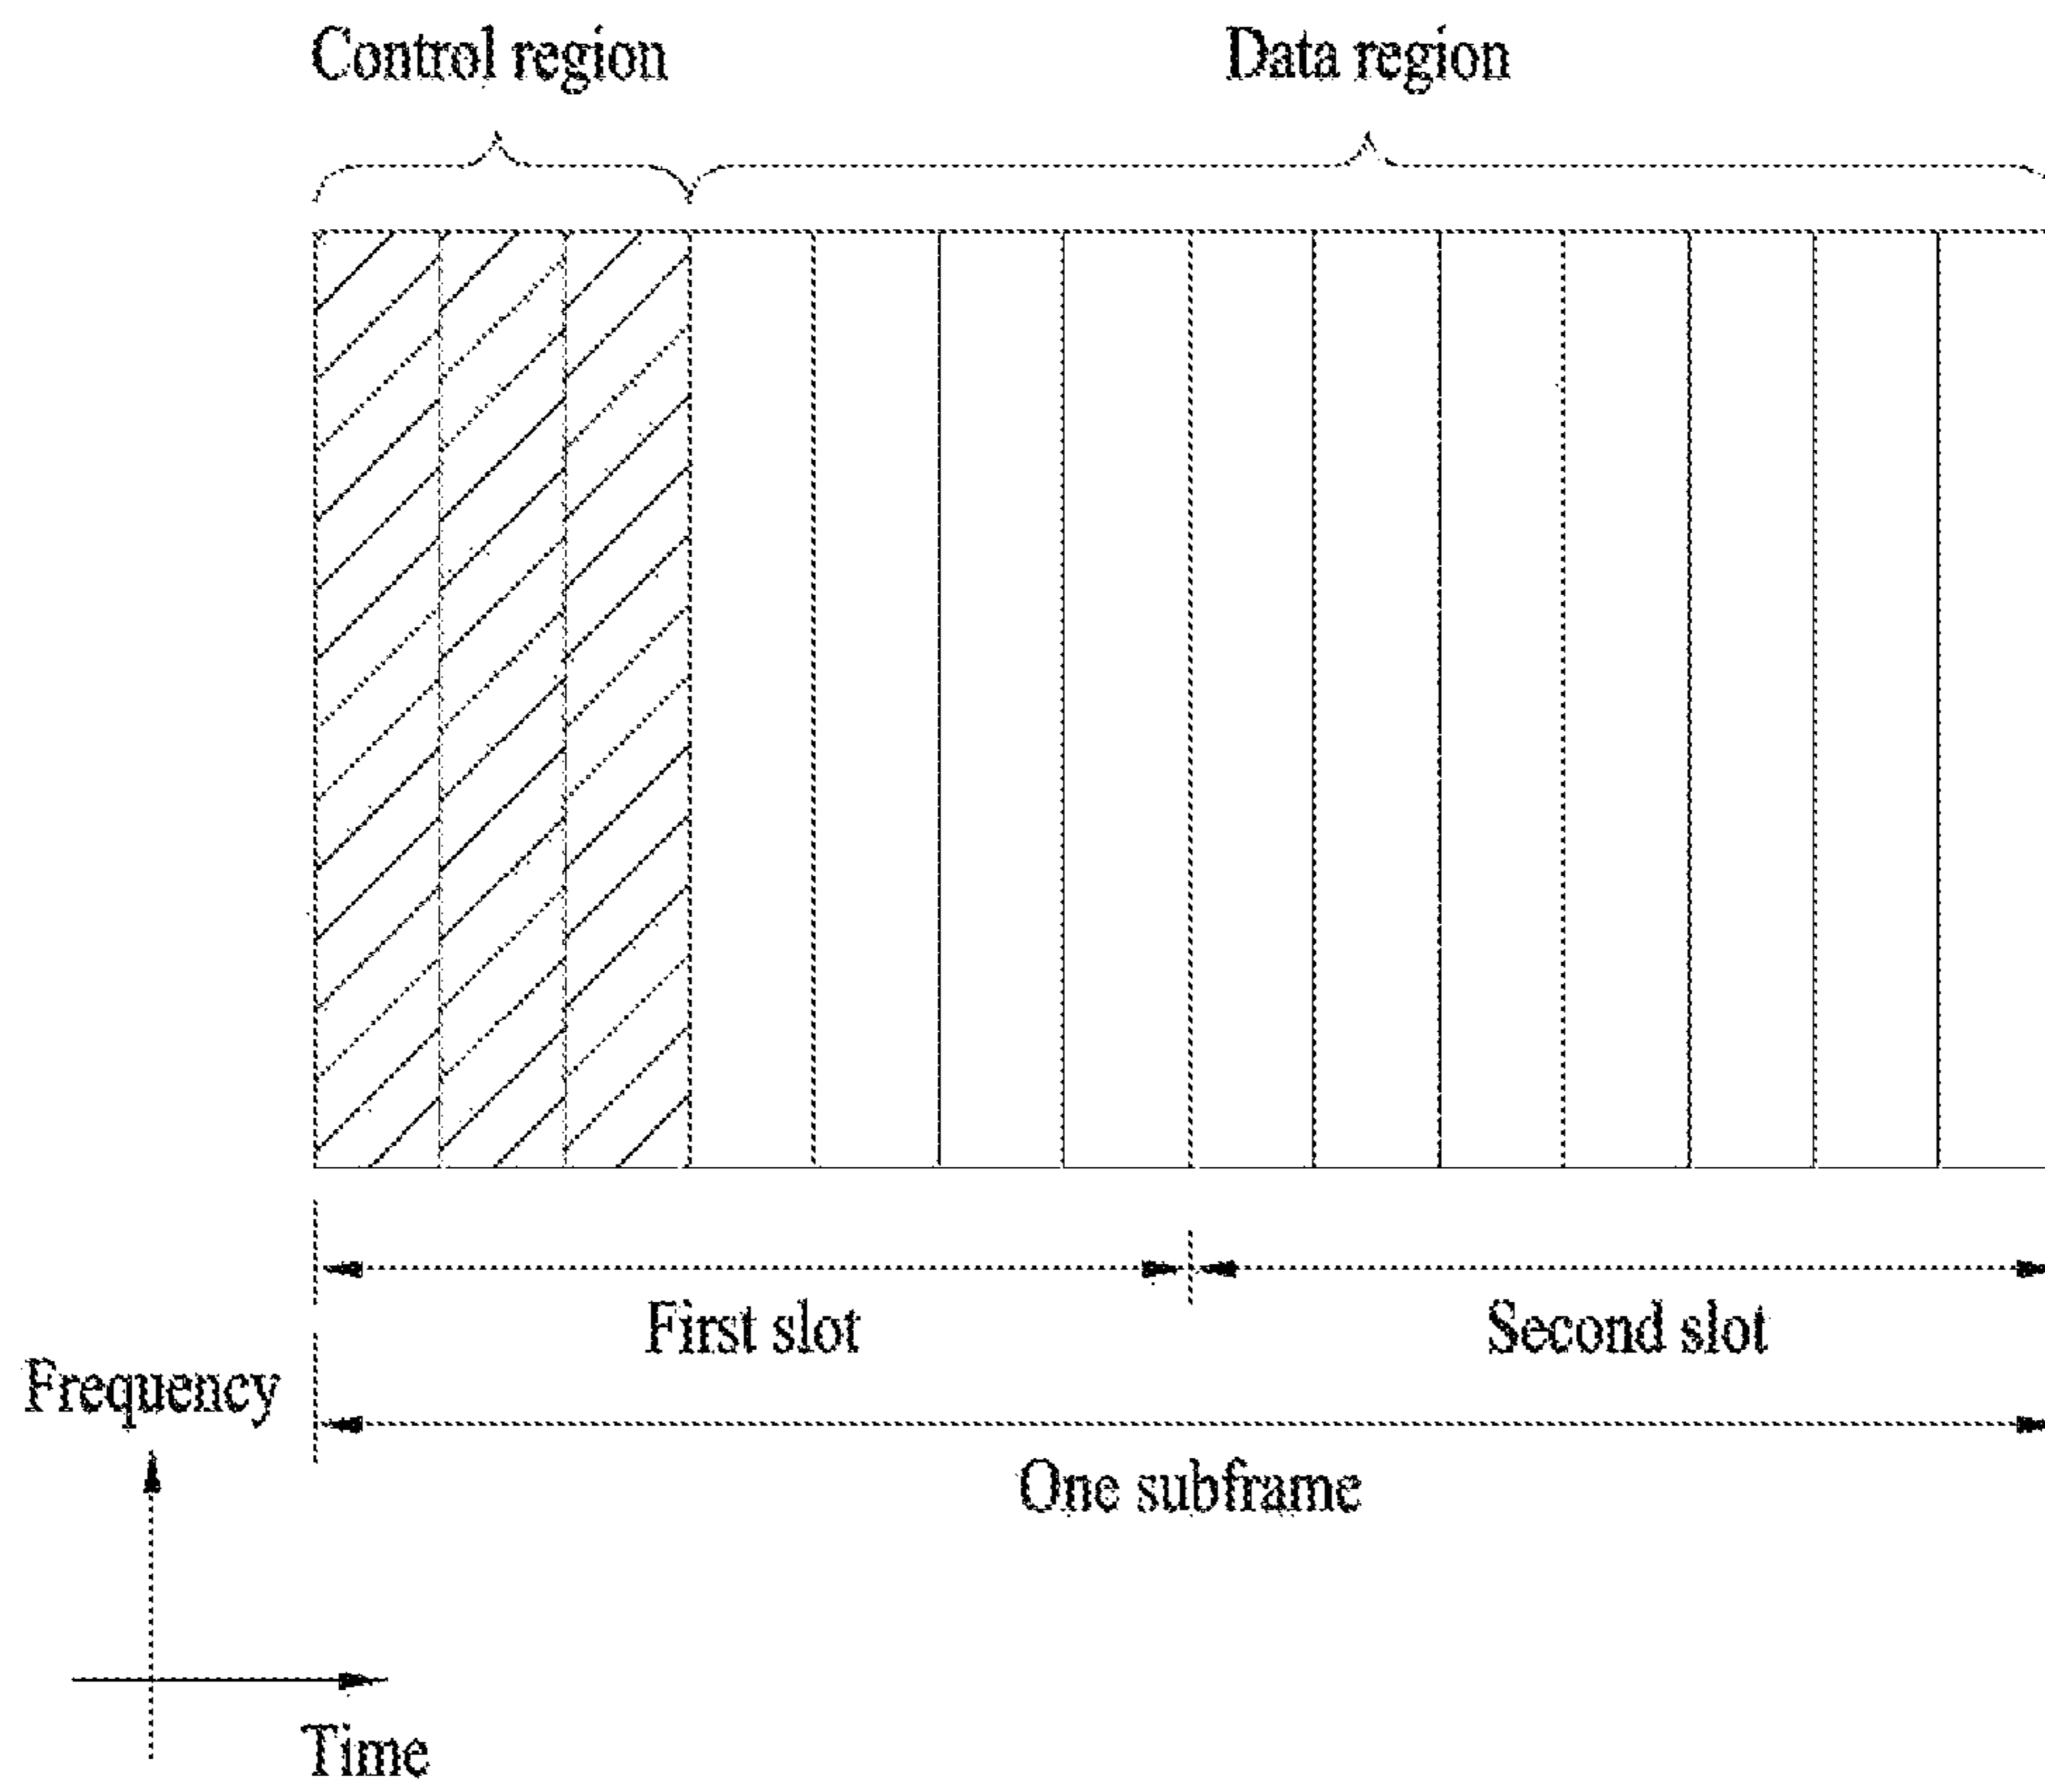 Control region
Data region
First slot
Second slot
Frequency
One subframe
Time